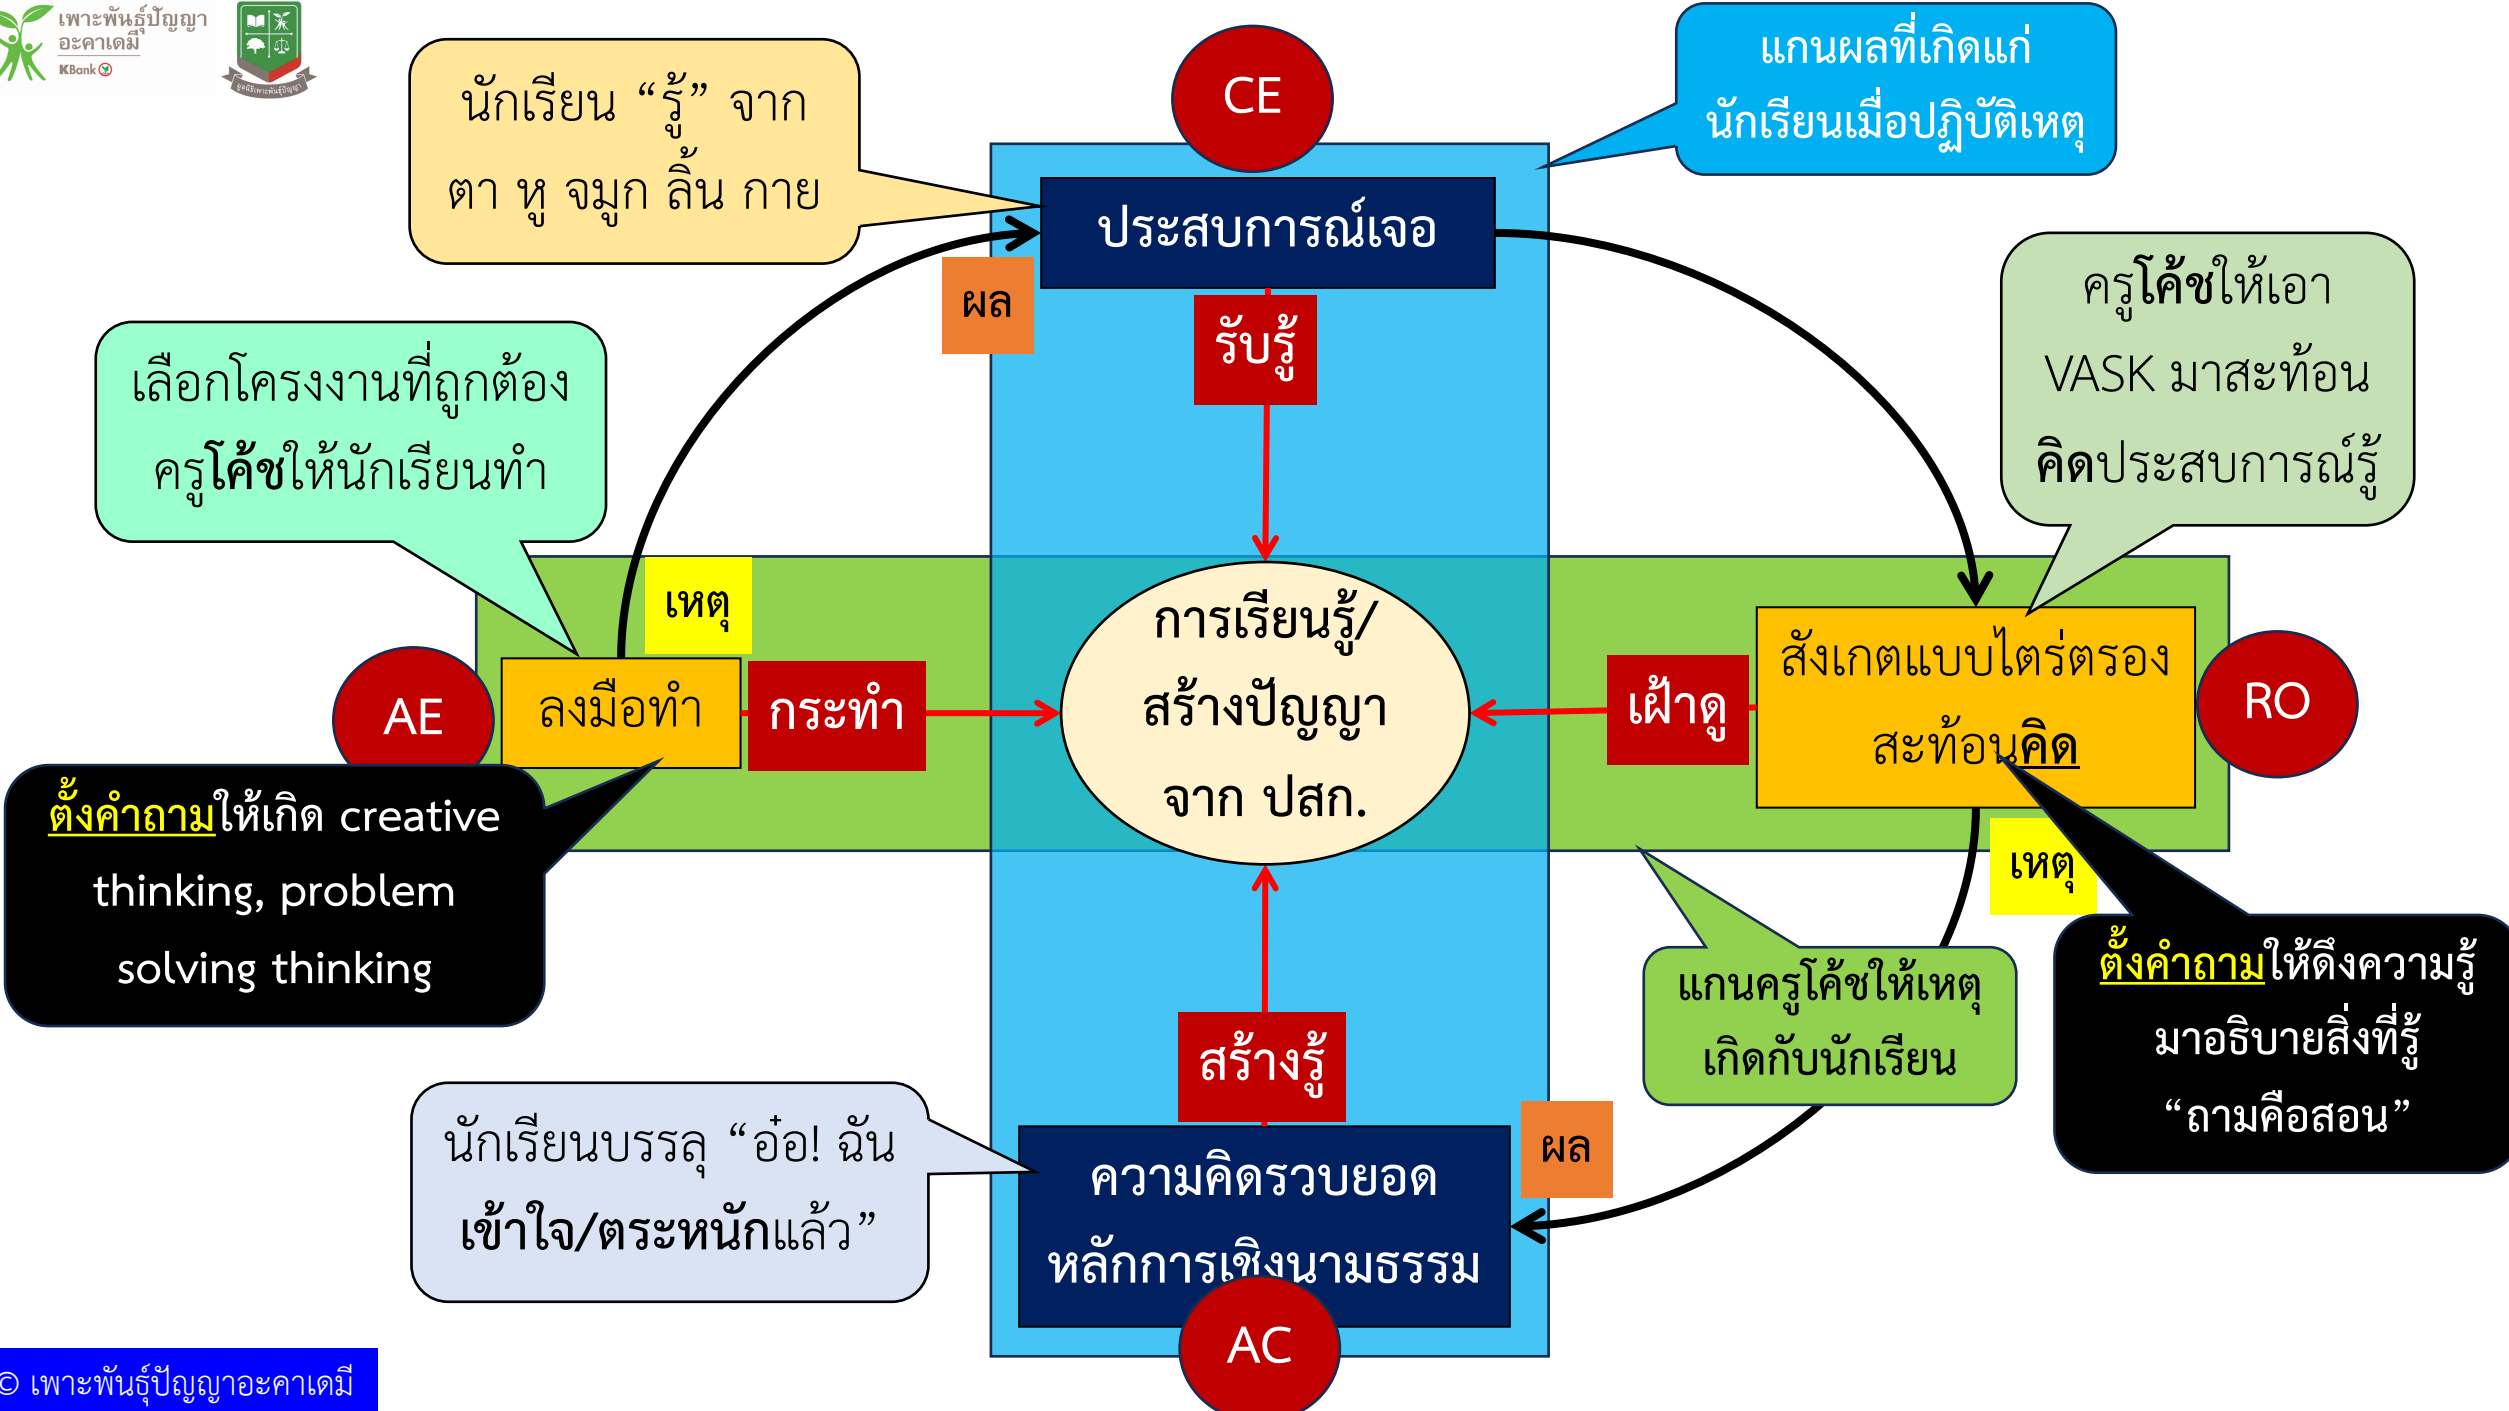 เพาะพันธุ์ปัญญา
อะคาเดมี
KBank
มูลนิธิเพาะพันธุ์ปัญญา
CE
แกนผลที่เกิดแก่
นักเรียนเมื่อปฏิบัติเหตุ
นักเรียน “รู้” จาก
ตา หู จมูก ลิ้น กาย
ประสบการณ์เจอ
ผล
รับรู้
ครูโค้ชให้เอา
VASK มาสะท้อน
คิดประสบการณ์รู้
เลือกโครงงานที่ถูกต้อง
ครูโค้ชให้นักเรียนทำ
เหตุ
AE
ลงมือทำ
กระทำ
การเรียนรู้/
สร้างปัญญา
จาก ปสก.
เฝ้าดู
สังเกตแบบไตร่ตรอง
สะท้อนคิด
RO
ตั้งคำถามให้เกิด creative
thinking, problem
solving thinking
เหตุ
แกนครูโค้ชให้เหตุ
เกิดกับนักเรียน
ตั้งคำถามให้ดึงความรู้
มาอธิบายสิ่งที่รู้
“ถามคือสอน”
สร้างรู้
นักเรียนบรรลุ “อ๋อ! ฉัน
เข้าใจ/ตระหนักแล้ว”
ผล
ความคิดรวบยอด
หลักการเชิงนามธรรม
AC
© เพาะพันธุ์ปัญญาอะคาเดมี